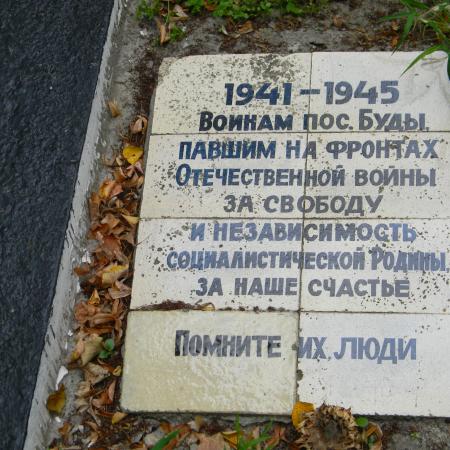 1941-1945
Воинам пос. Буды,
павшим на фронтах
Отечественной войны
за свободу
и независимость
социалистической Родины,
за наше счастье
Помните их, люди